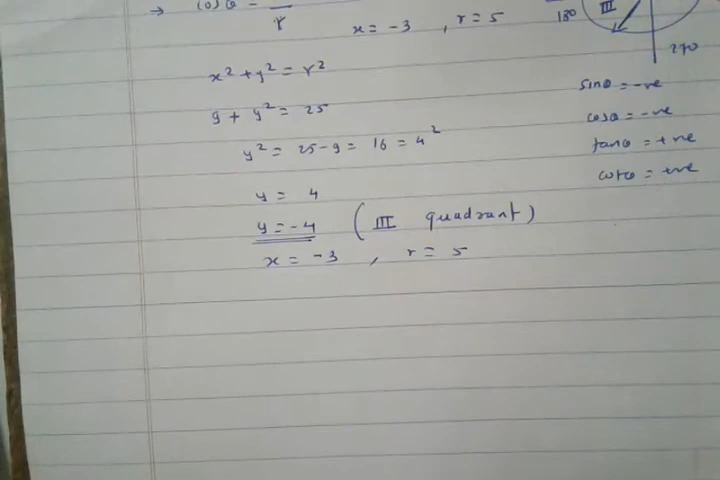 → cosθ = —
r
x = -3 , r = 5
180 III
270
x² + y² = r²
9 + y² = 25
y² = 25-9 = 16 = 4²
y = 4
y = -4 (III quadrant)
x = -3 , r = 5
sinθ = -ve
cosθ = -ve
tanθ = +ve
cotθ = +ve